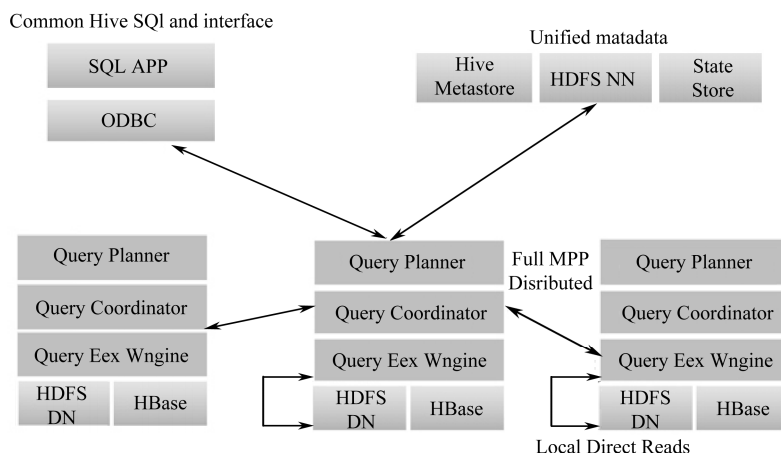 Common Hive SQl and interface
SQL APP
ODBC
Unified matadata
Hive
Metastore
HDFS NN
State
Store
Query Planner
Query Coordinator
Query Eex Wngine
HDFS
DN
HBase
Query Planner
Query Coordinator
Query Eex Wngine
HDFS
DN
HBase
Full MPP
Disributed
Query Planner
Query Coordinator
Query Eex Wngine
HDFS
DN
HBase
Local Direct Reads